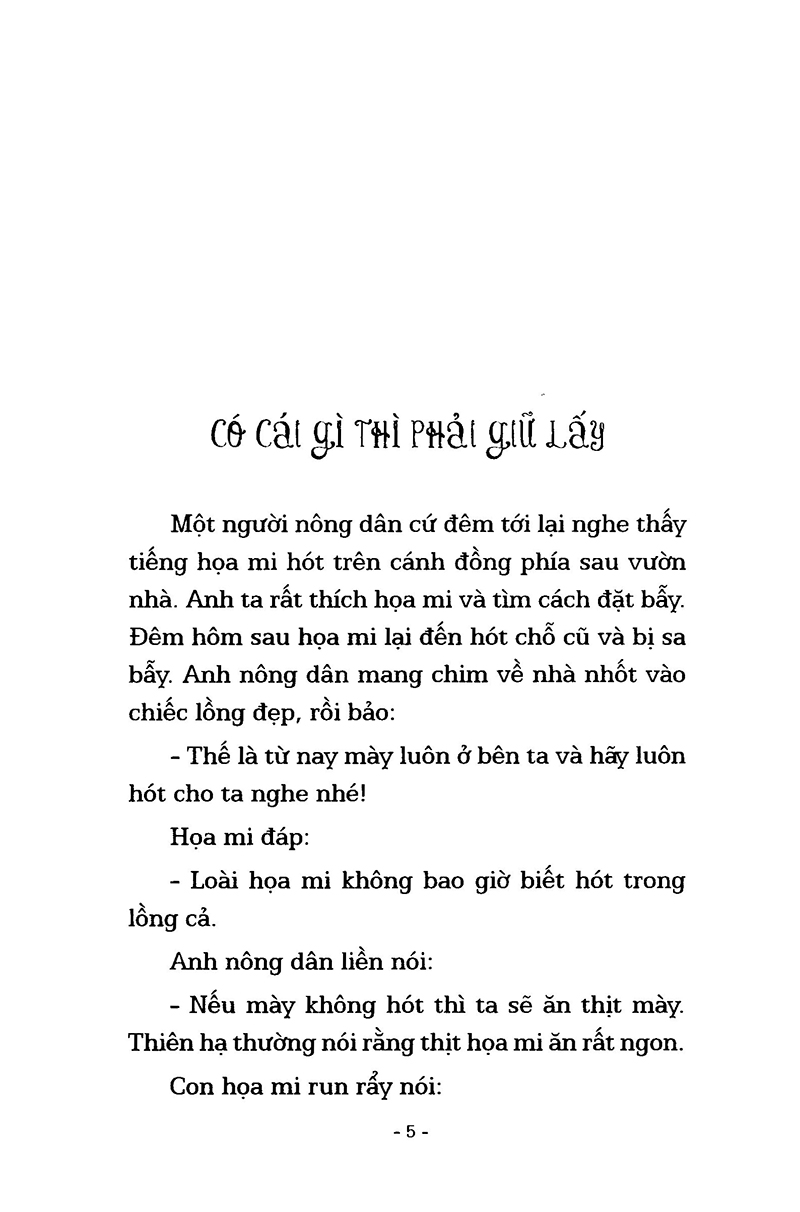 CÓ CÁI GÌ THÌ PHẢI GIỮ LẤY
Một người nông dân cứ đêm tới lại nghe thấy
tiếng họa mi hót trên cánh đồng phía sau vườn
nhà. Anh ta rất thích họa mi và tìm cách đặt bẫy.
Đêm hôm sau họa mi lại đến hót chỗ cũ và bị sa
bẫy. Anh nông dân mang chim về nhà nhốt vào
chiếc lồng đẹp, rồi bảo:
- Thế là từ nay mày luôn ở bên ta và hãy luôn
hót cho ta nghe nhé!
Họa mi đáp:
- Loài họa mi không bao giờ biết hót trong
lồng cả.
Anh nông dân liền nói:
- Nếu mày không hót thì ta sẽ ăn thịt mày.
Thiên hạ thường nói rằng thịt họa mi ăn rất ngon.
Con họa mi run rẩy nói:
- 5 -